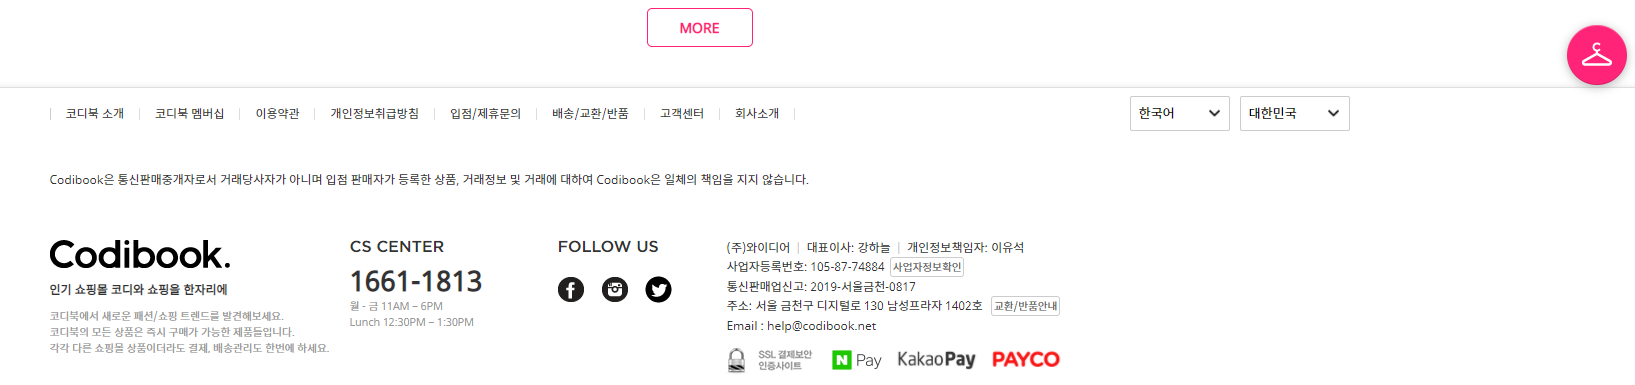 MORE
코디북 소개 | 코디북 멤버십 | 이용약관 | 개인정보취급방침 | 입점/제휴문의 | 배송/교환/반품 | 고객센터 | 회사소개
한국어 대한민국
Codibook은 통신판매중개자로서 거래당사자가 아니며 입점 판매자가 등록한 상품, 거래정보 및 거래에 대하여 Codibook은 일체의 책임을 지지 않습니다.
Codibook.
인기 쇼핑몰 코디와 쇼핑을 한자리에
코디북에서 새로운 패션/쇼핑 트렌드를 발견해보세요.
코디북의 모든 상품은 즉시 구매가 가능한 제품들입니다.
각각 다른 쇼핑몰 상품이더라도 결제, 배송관리도 한번에 하세요.
CS CENTER
1661-1813
월 - 금 11AM – 6PM
Lunch 12:30PM – 1:30PM
FOLLOW US
(주)와이디어 | 대표이사: 강하늘 | 개인정보책임자: 이유석
사업자등록번호: 105-87-74884 사업자정보확인
통신판매업신고: 2019-서울금천-0817
주소: 서울 금천구 디지털로 130 남성프라자 1402호 교환/반품안내
Email : help@codibook.net
SSL 결제보안
인증사이트
N Pay KakaoPay PAYCO